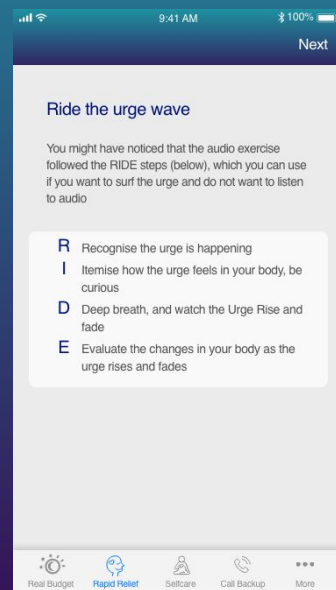 9:41 AM
100%
Next
Ride the urge wave
You might have noticed that the audio exercise
followed the RIDE steps (below), which you can use
if you want to surf the urge and do not want to listen
to audio
R Recognise the urge is happening
I Itemise how the urge feels in your body, be
curious
D Deep breath, and watch the Urge Rise and
fade
E Evaluate the changes in your body as the
urge rises and fades
Real Budget Rapid Relief Selfcare Call Backup More